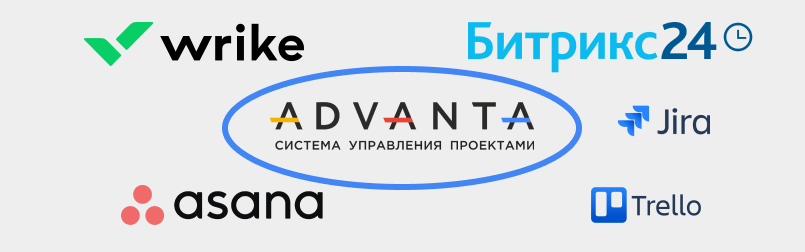 wrike
Битрикс24
ADVANTA
СИСТЕМА УПРАВЛЕНИЯ ПРОЕКТАМИ
Jira
asana
Trello